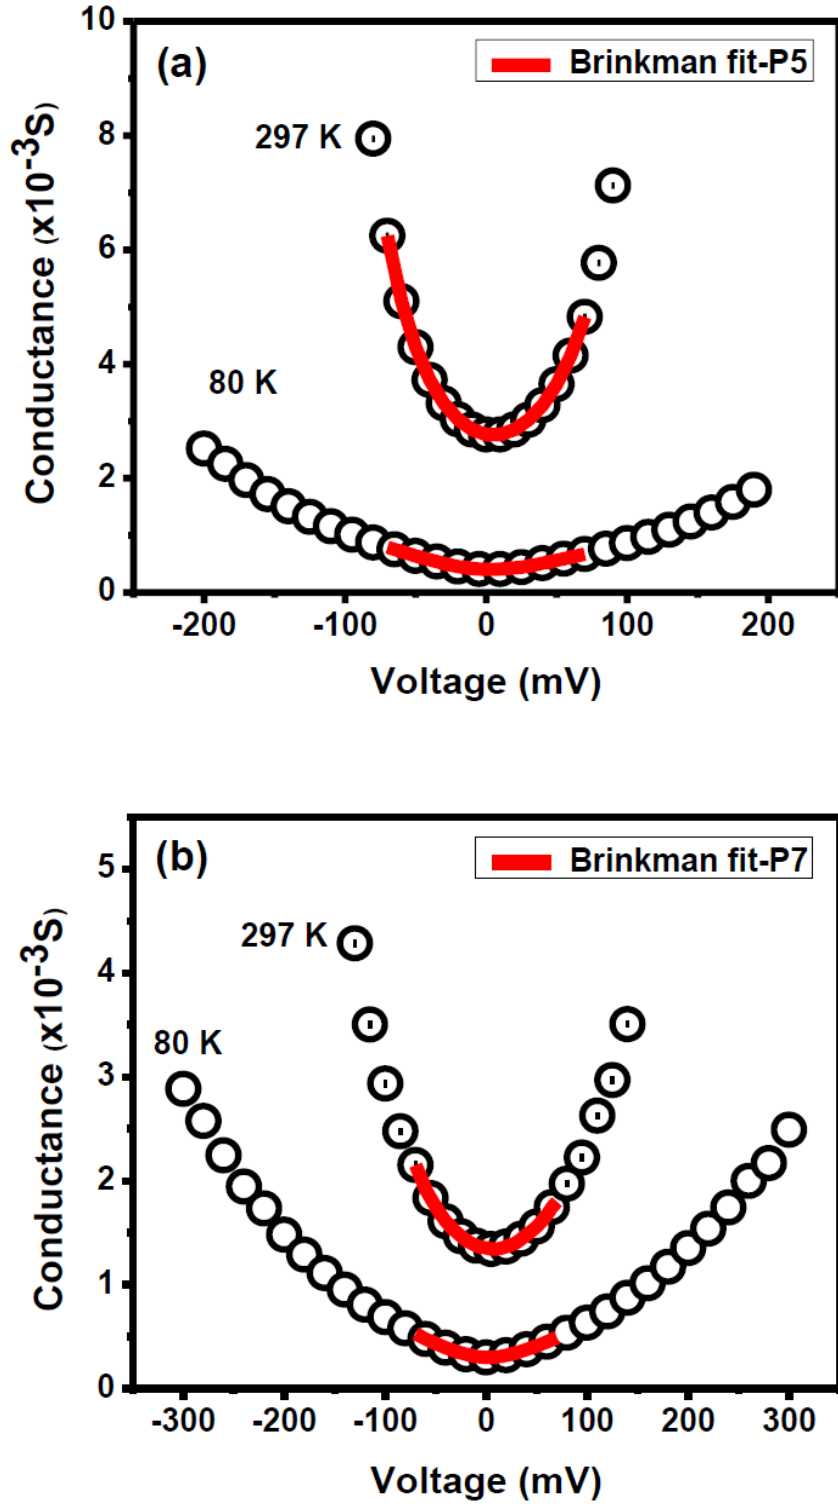 (a)
Brinkman fit-P5
297 K
80 K
Conductance (x10⁻³S)
10
8
6
4
2
0
-200 -100 0 100 200
Voltage (mV)
(b)
Brinkman fit-P7
297 K
80 K
Conductance (x10⁻³S)
5
4
3
2
1
0
-300 -200 -100 0 100 200 300
Voltage (mV)